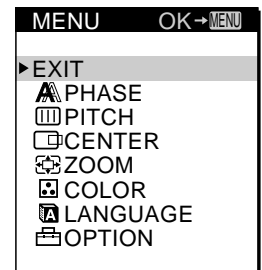 MENU OK→MENU
▶EXIT
PHASE
PITCH
CENTER
ZOOM
COLOR
LANGUAGE
OPTION